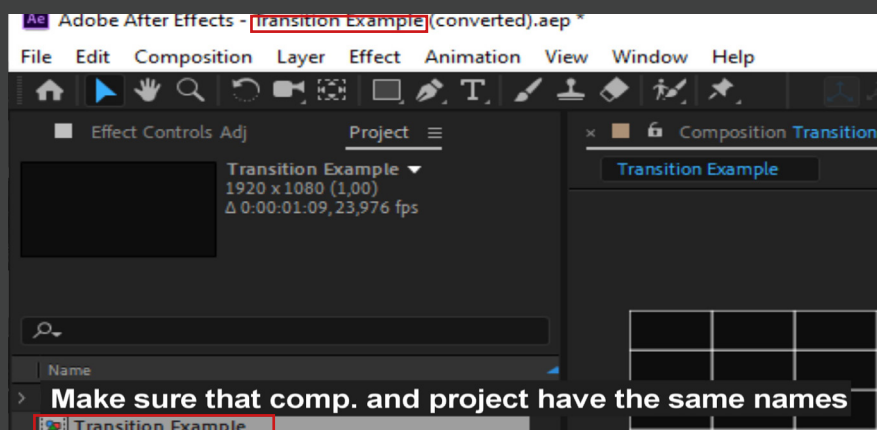 Ae Adobe After Effects - Transition Example (converted).aep *
File Edit Composition Layer Effect Animation View Window Help
Effect Controls Adj Project Composition Transition
Transition Example
1920 x 1080 (1,00)
Δ 0:00:01:09, 23,976 fps
Transition Example
Name
Make sure that comp. and project have the same names
Transition Example